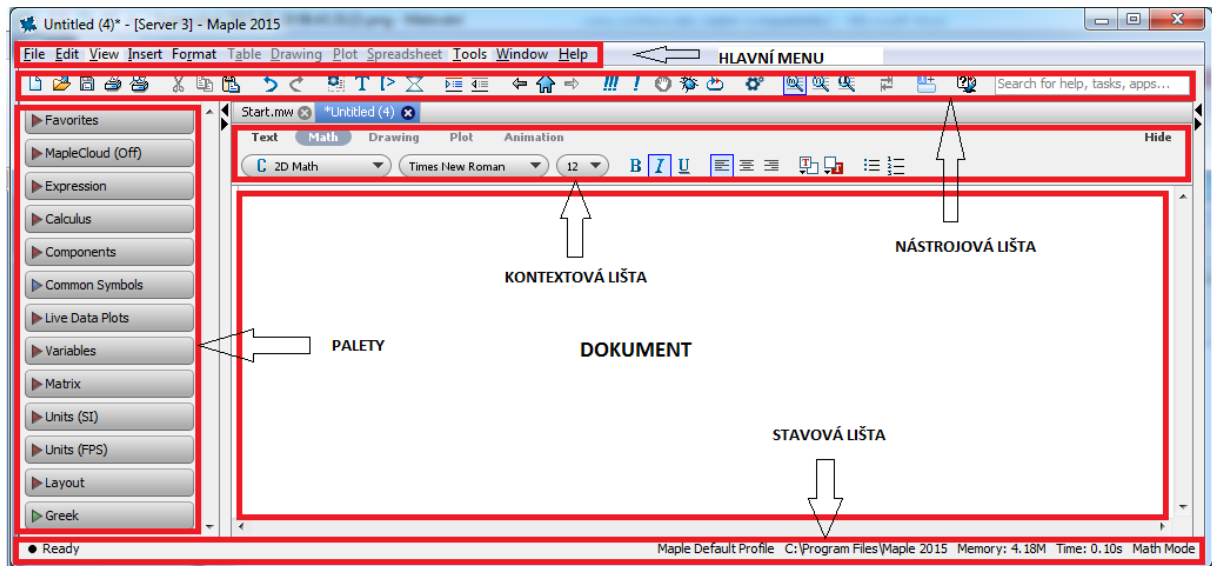 Untitled (4)* - [Server 3] - Maple 2015
File Edit View Insert Format Table Drawing Plot Spreadsheet Tools Window Help
HLAVNÍ MENU
Search for help, tasks, apps...
Start.mw *Untitled (4)
Text Math Drawing Plot Animation Hide
C 2D Math Times New Roman 12 B I U
Favorites
MapleCloud (Off)
Expression
Calculus
Components
Common Symbols
Live Data Plots
Variables
Matrix
Units (SI)
Units (FPS)
Layout
Greek
NÁSTROJOVÁ LIŠTA
KONTEXTOVÁ LIŠTA
PALETY
DOKUMENT
STAVOVÁ LIŠTA
Ready Maple Default Profile C:\Program Files\Maple 2015 Memory: 4.18M Time: 0.10s Math Mode